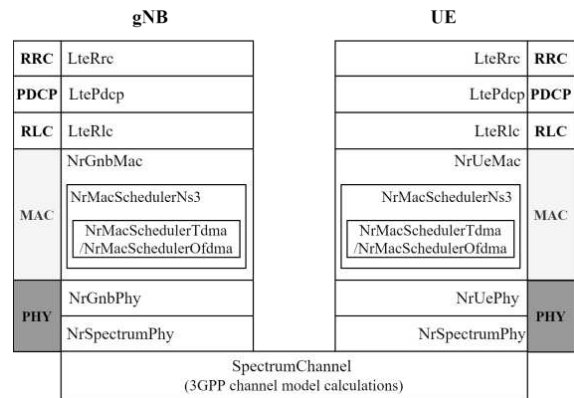 gNB
UE
RRC LteRrc LteRrc RRC
PDCP LtePdcp LtePdcp PDCP
RLC LteRlc LteRlc RLC
NrGnbMac NrUeMac
NrMacSchedulerNs3 NrMacSchedulerNs3
MAC NrMacSchedulerTdma NrMacSchedulerTdma MAC
/NrMacSchedulerOfdma /NrMacSchedulerOfdma
NrGnbPhy NrUePhy
PHY PHY
NrSpectrumPhy NrSpectrumPhy
SpectrumChannel
(3GPP channel model calculations)